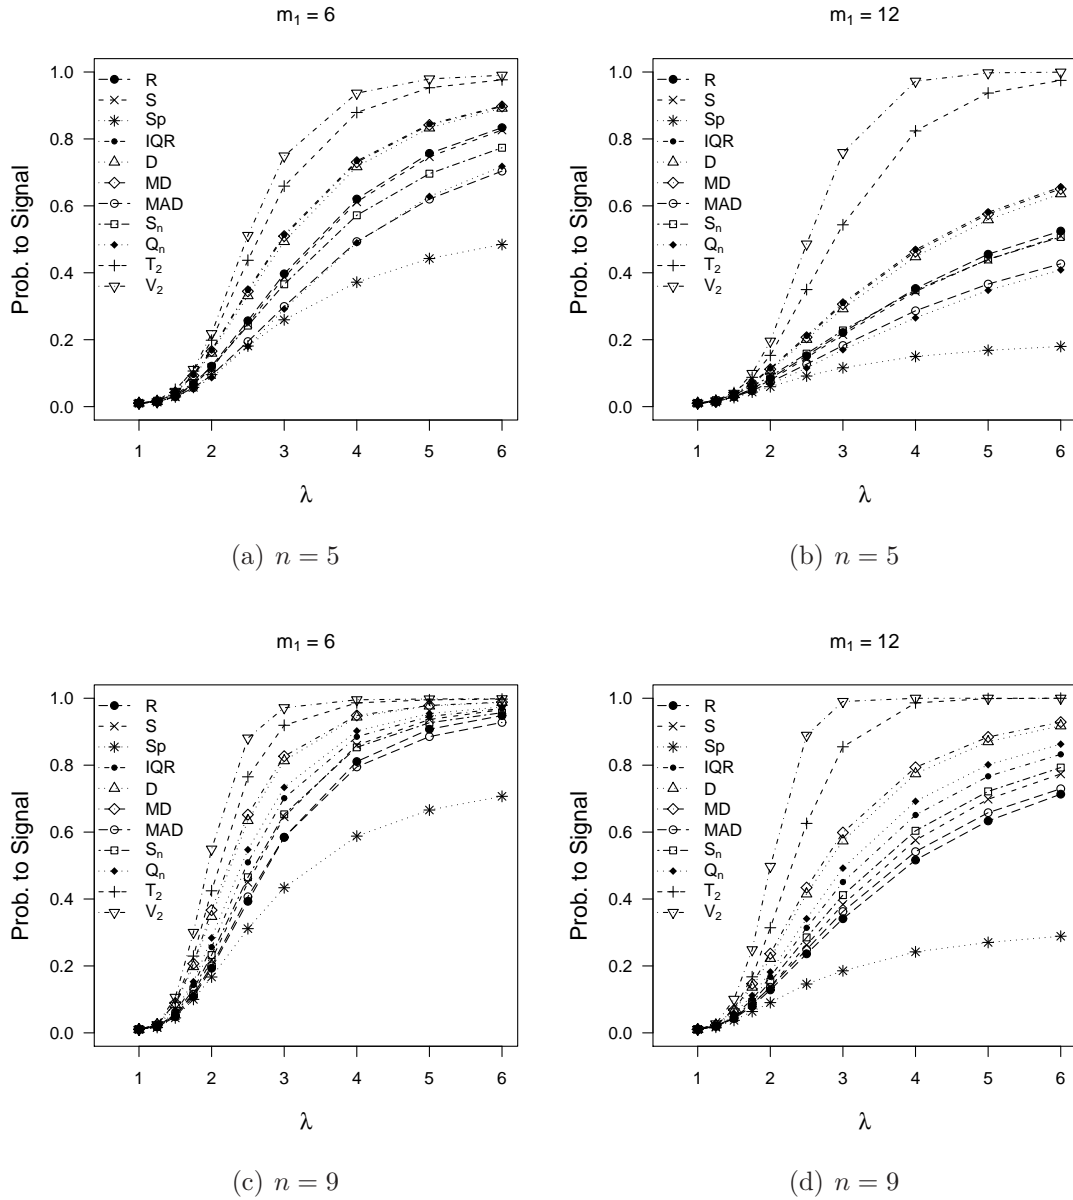 m₁ = 6
Prob. to Signal
1.0
0.8
0.6
0.4
0.2
0.0
R
S
Sp
IQR
D
MD
MAD
Sₙ
Qₙ
T₂
V₂
1 2 3 4 5 6
λ
(a) n = 5
m₁ = 12
Prob. to Signal
1.0
0.8
0.6
0.4
0.2
0.0
R
S
Sp
IQR
D
MD
MAD
Sₙ
Qₙ
T₂
V₂
1 2 3 4 5 6
λ
(b) n = 5
m₁ = 6
Prob. to Signal
1.0
0.8
0.6
0.4
0.2
0.0
R
S
Sp
IQR
D
MD
MAD
Sₙ
Qₙ
T₂
V₂
1 2 3 4 5 6
λ
(c) n = 9
m₁ = 12
Prob. to Signal
1.0
0.8
0.6
0.4
0.2
0.0
R
S
Sp
IQR
D
MD
MAD
Sₙ
Qₙ
T₂
V₂
1 2 3 4 5 6
λ
(d) n = 9